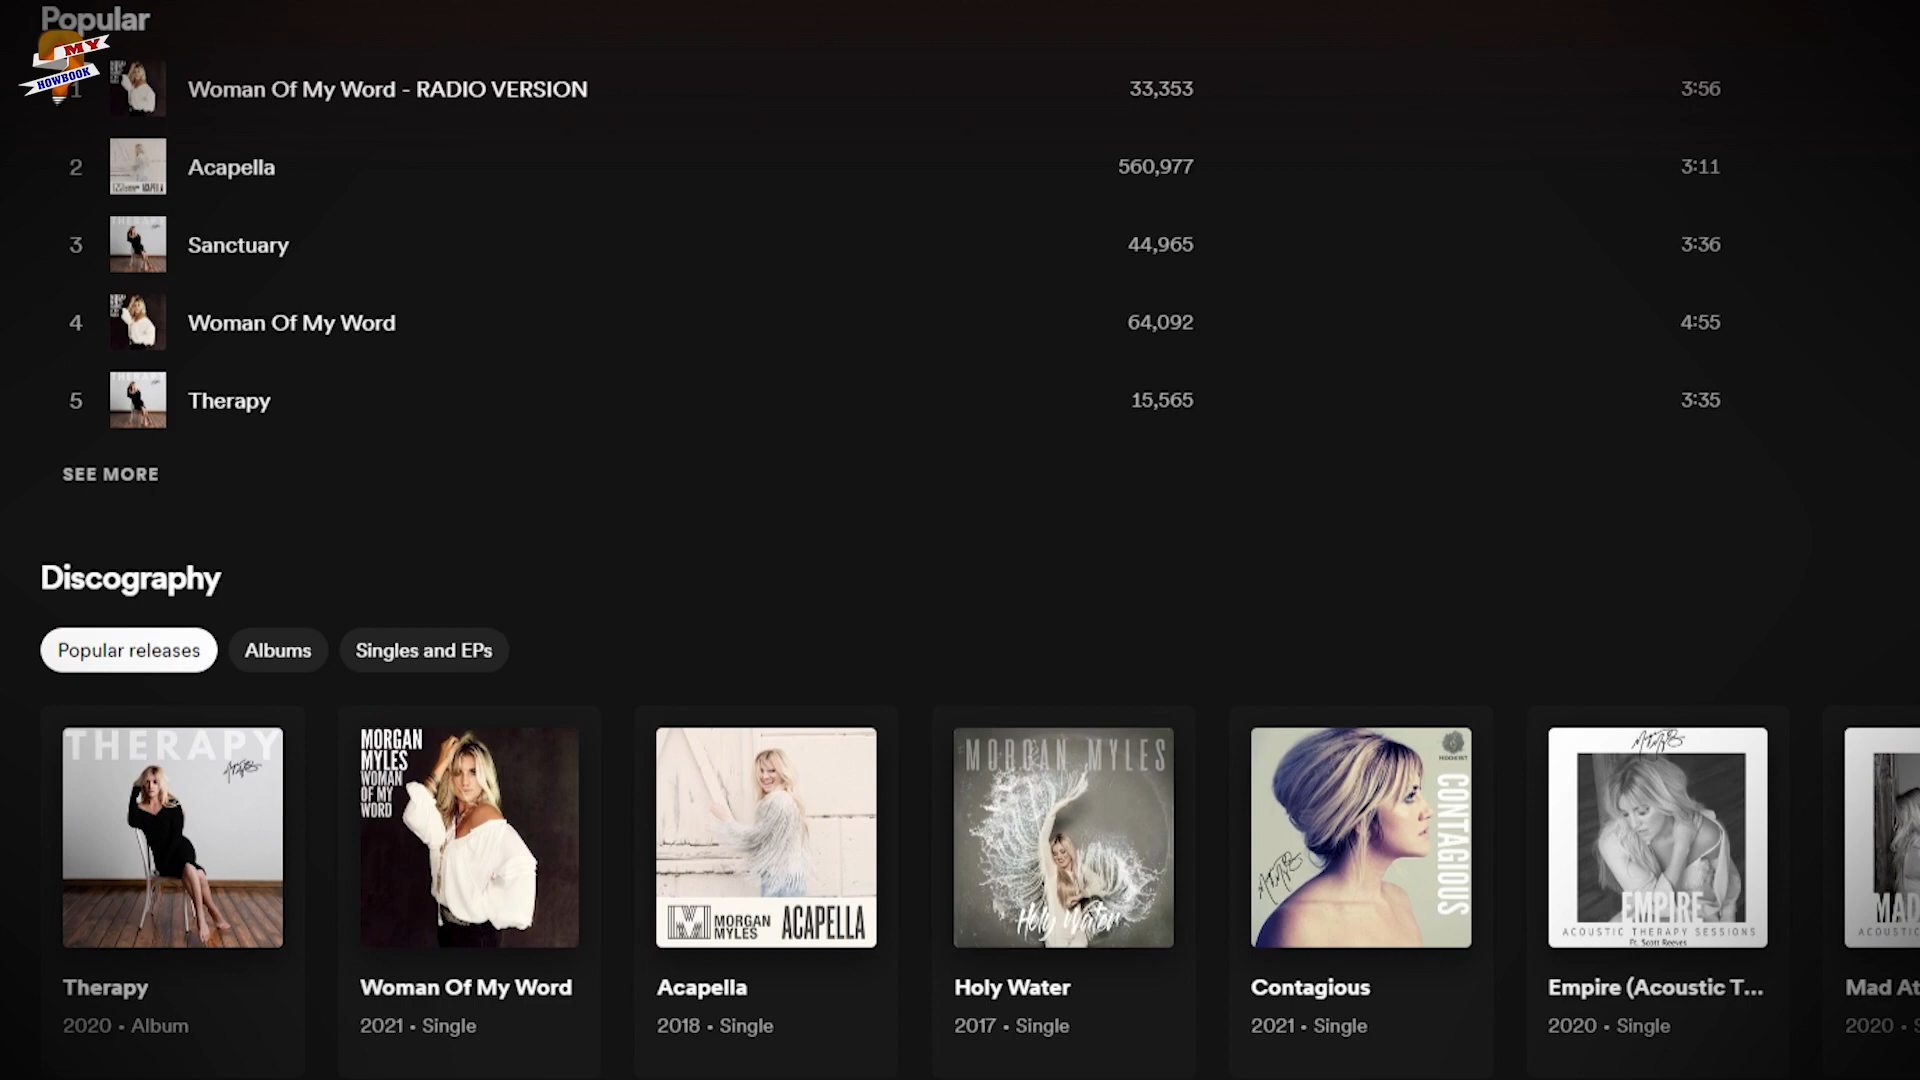 Popular
MY
HOWBOOK
1
Woman Of My Word - RADIO VERSION
33,353
3:56
2
Acapella
560,977
3:11
3
Sanctuary
44,965
3:36
4
Woman Of My Word
64,092
4:55
5
Therapy
15,565
3:35
SEE MORE
Discography
Popular releases
Albums
Singles and EPs
THERAPY
MORGAN
MYLES
WOMAN
OF MY
WORD
MORGAN
MYLES
ACAPELLA
MORGAN MYLES
Holy Water
CONTAGIOUS
EMPIRE
ACOUSTIC THERAPY SESSIONS
Ft. Scott Reeves
MAD
ACOUSTIC
Therapy
2020 • Album
Woman Of My Word
2021 • Single
Acapella
2018 • Single
Holy Water
2017 • Single
Contagious
2021 • Single
Empire (Acoustic T...
2020 • Single
Mad At
2020 • S